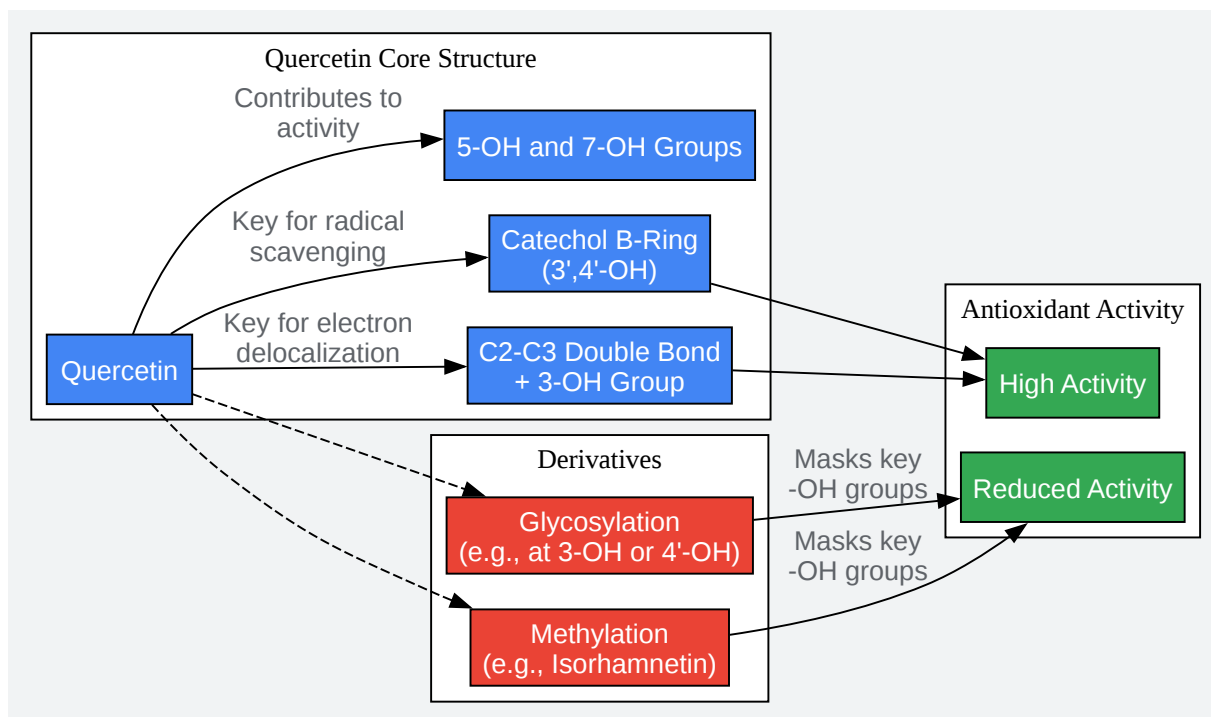 Quercetin Core Structure
Contributes to
activity
5-OH and 7-OH Groups
Key for radical
scavenging
Catechol B-Ring
(3',4'-OH)
Key for electron
delocalization
C2-C3 Double Bond
+ 3-OH Group
Quercetin
Antioxidant Activity
High Activity
Reduced Activity
Derivatives
Glycosylation
(e.g., at 3-OH or 4'-OH)
Masks key
-OH groups
Methylation
(e.g., Isorhamnetin)
Masks key
-OH groups